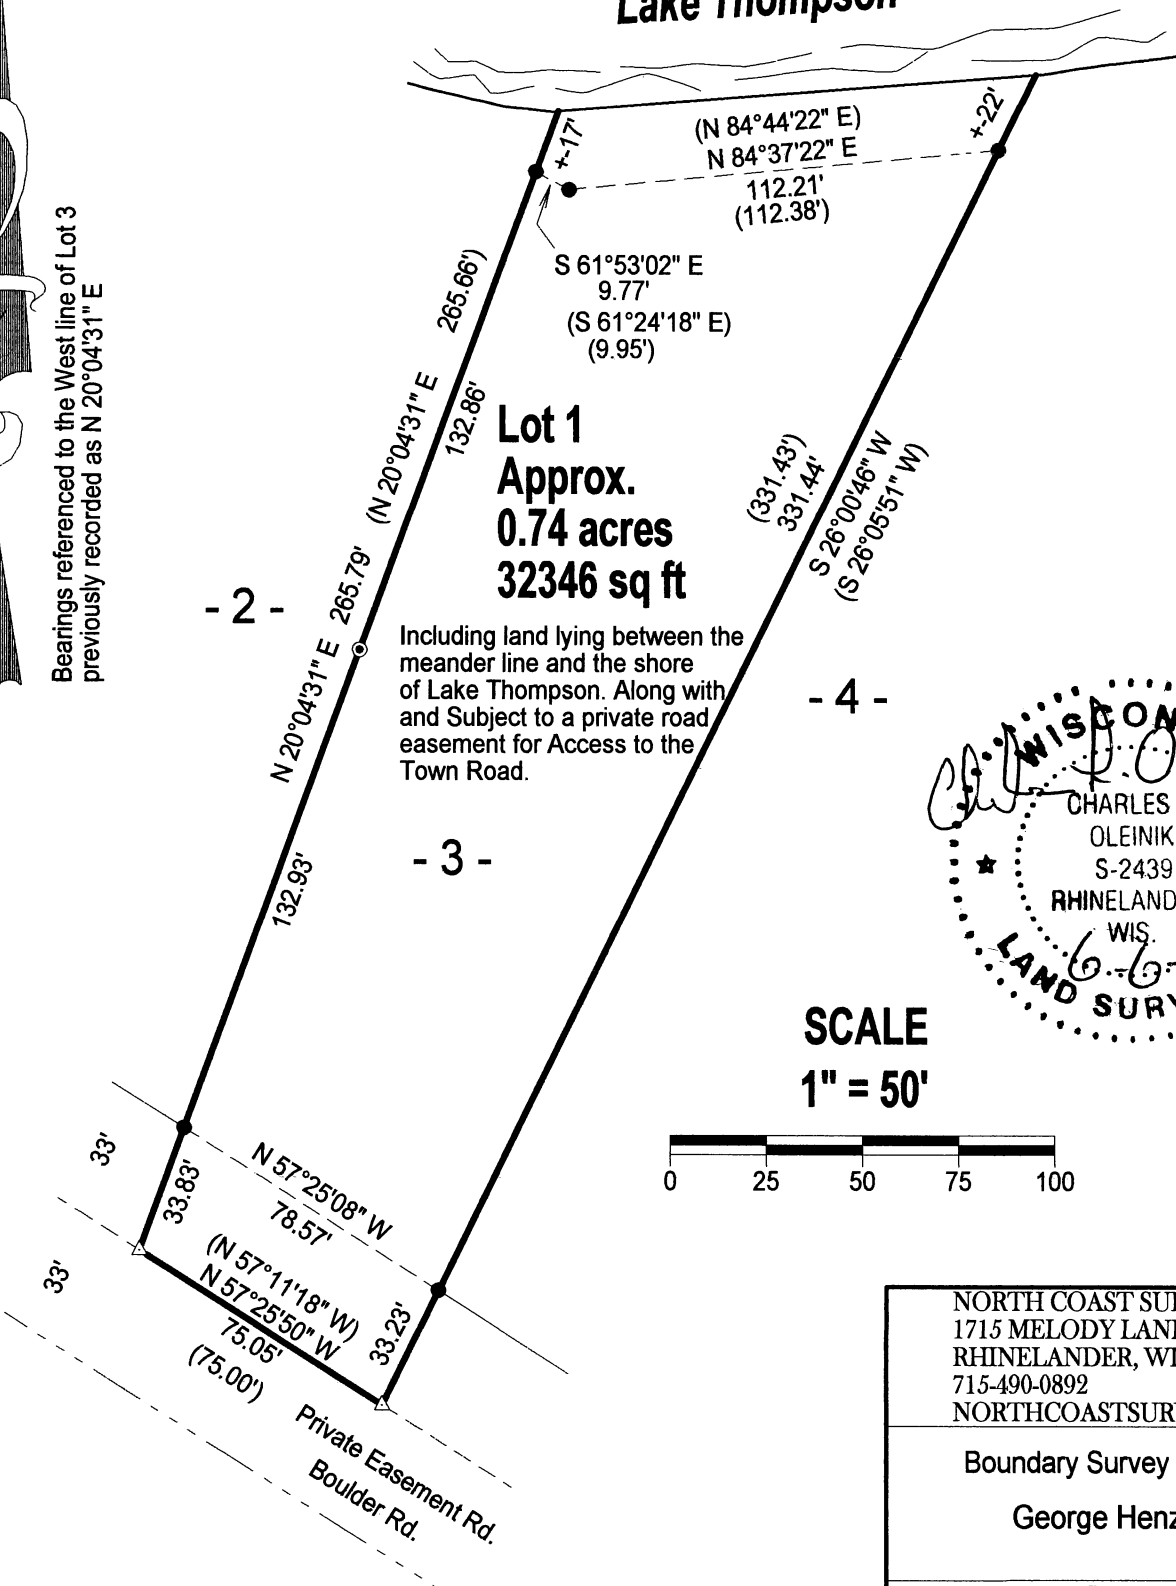 Lake Thompson
(N 84°44'22" E)
N 84°37'22" E
112.21'
(112.38')
+-17'
+-22'
S 61°53'02" E
9.77'
(S 61°24'18" E)
(9.95')
Bearings referenced to the West line of Lot 3
previously recorded as N 20°04'31" E
(N 20°04'31" E 265.66')
132.86'
N 20°04'31" E 265.79'
132.93'
Lot 1
Approx.
0.74 acres
32346 sq ft
Including land lying between the
meander line and the shore
of Lake Thompson. Along with
and Subject to a private road
easement for Access to the
Town Road.
(331.43')
331.44'
S 26°00'46" W
(S 26°05'51" W)
- 2 -
- 4 -
- 3 -
WISCON
CHARLES
OLEINIK
S-2439
RHINELAND
WIS.
6-6-
LAND SURV
SCALE
1" = 50'
0 25 50 75 100
33'
33.83'
N 57°25'08" W
78.57'
33'
(N 57°11'18" W)
N 57°25'50" W
75.05'
(75.00')
33.23'
Private Easement Rd.
Boulder Rd.
NORTH COAST SU
1715 MELODY LAN
RHINELANDER, WI
715-490-0892
NORTHCOASTSUR
Boundary Survey
George Henz